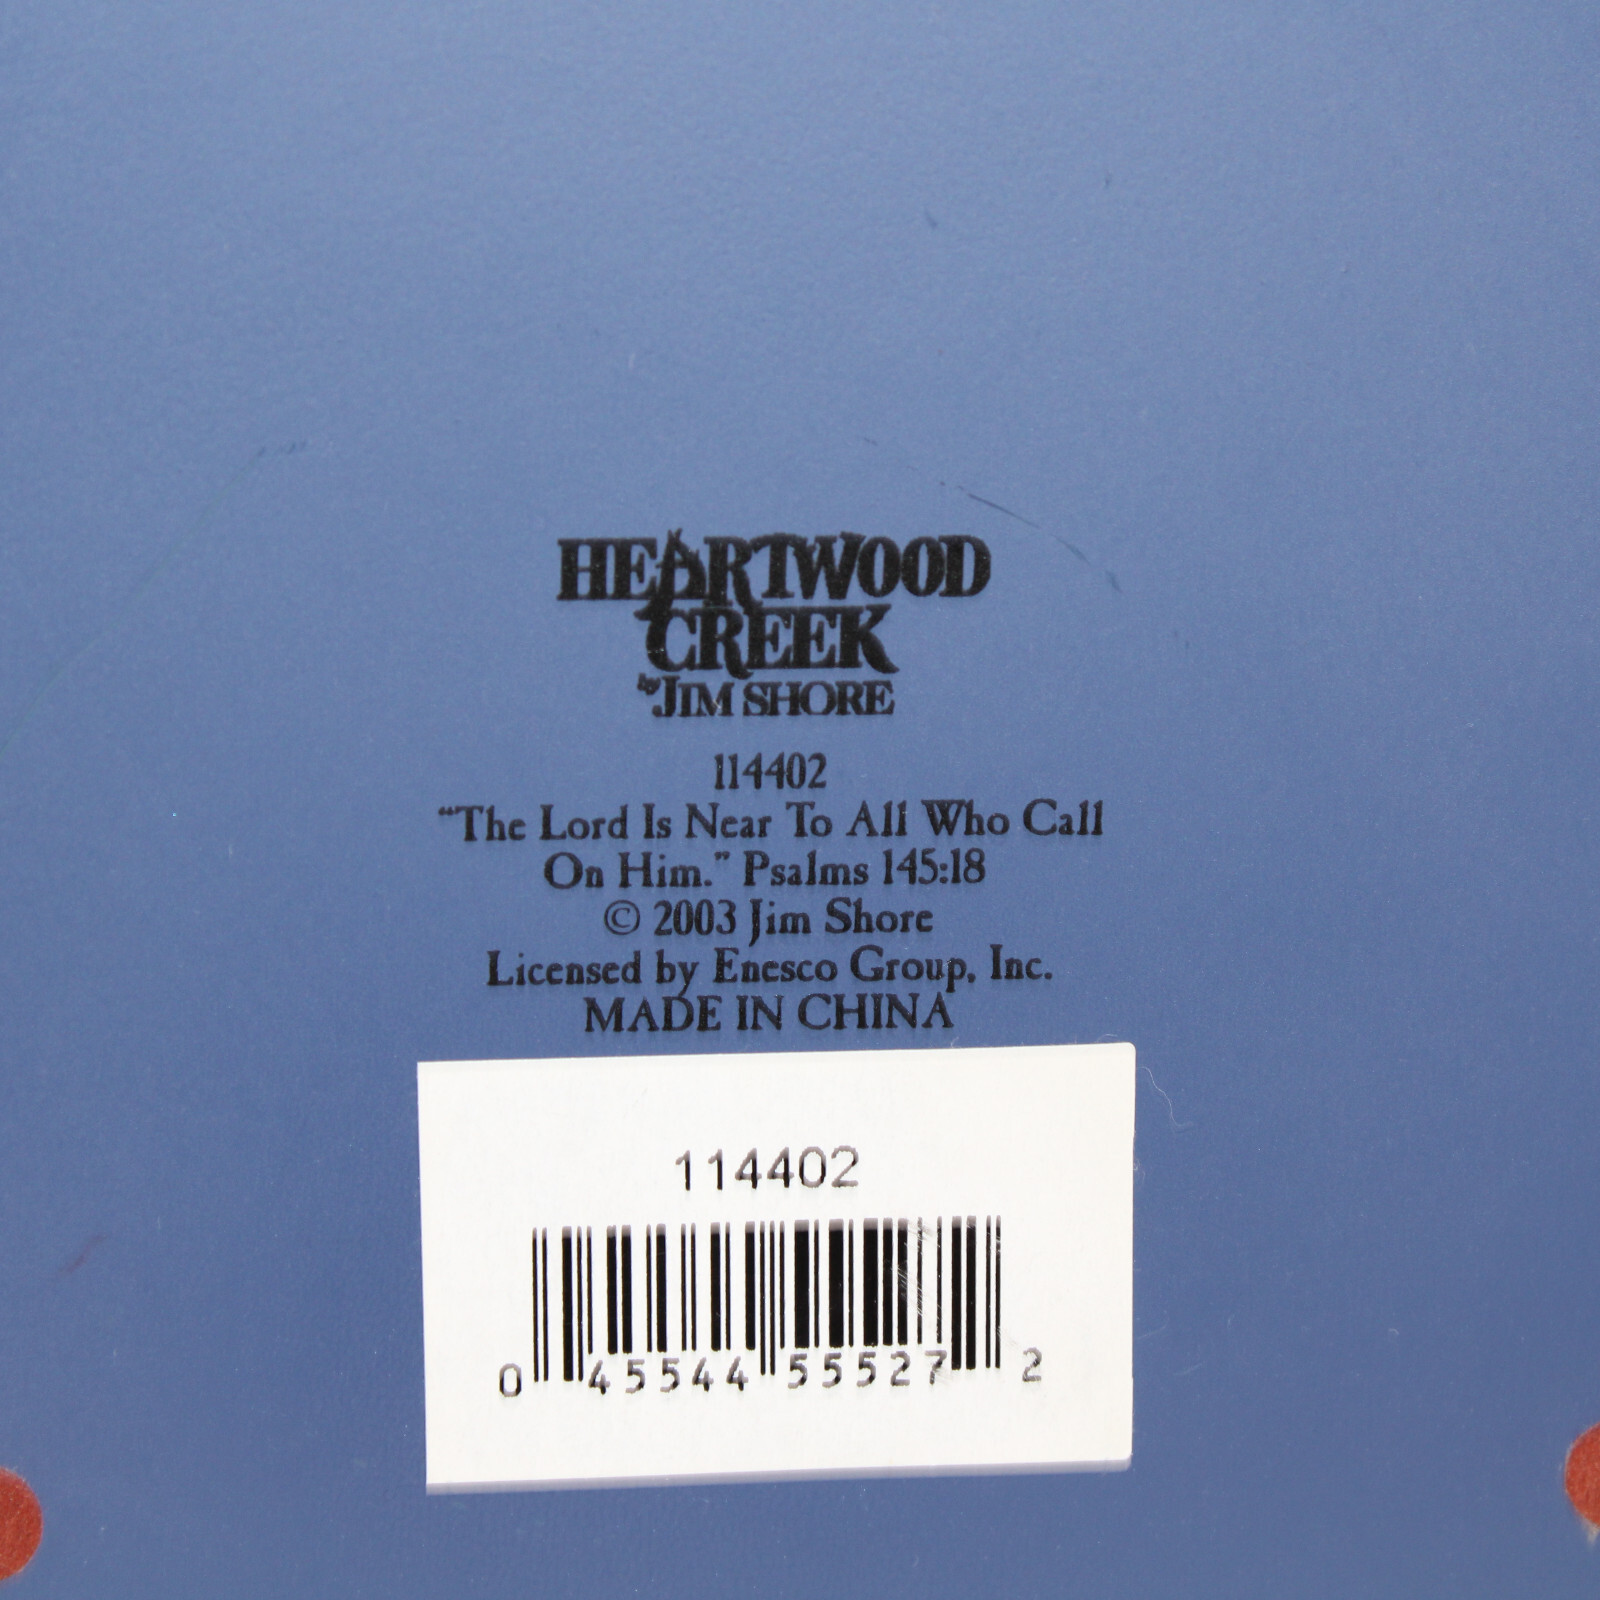 HEARTWOOD
CREEK
by JIM SHORE
114402
“The Lord Is Near To All Who Call
On Him.” Psalms 145:18
© 2003 Jim Shore
Licensed by Enesco Group, Inc.
MADE IN CHINA
114402
0 45544 55527 2